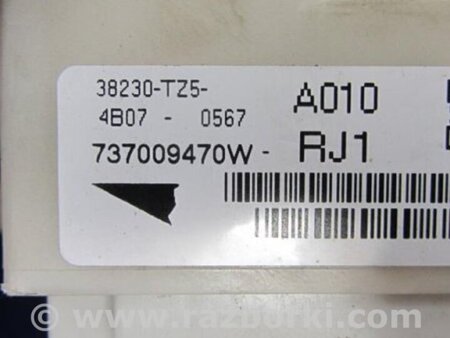 38230-TZ5-
A010
4B07 - 0567
737009470W -
RJ1
© www.razborki.com